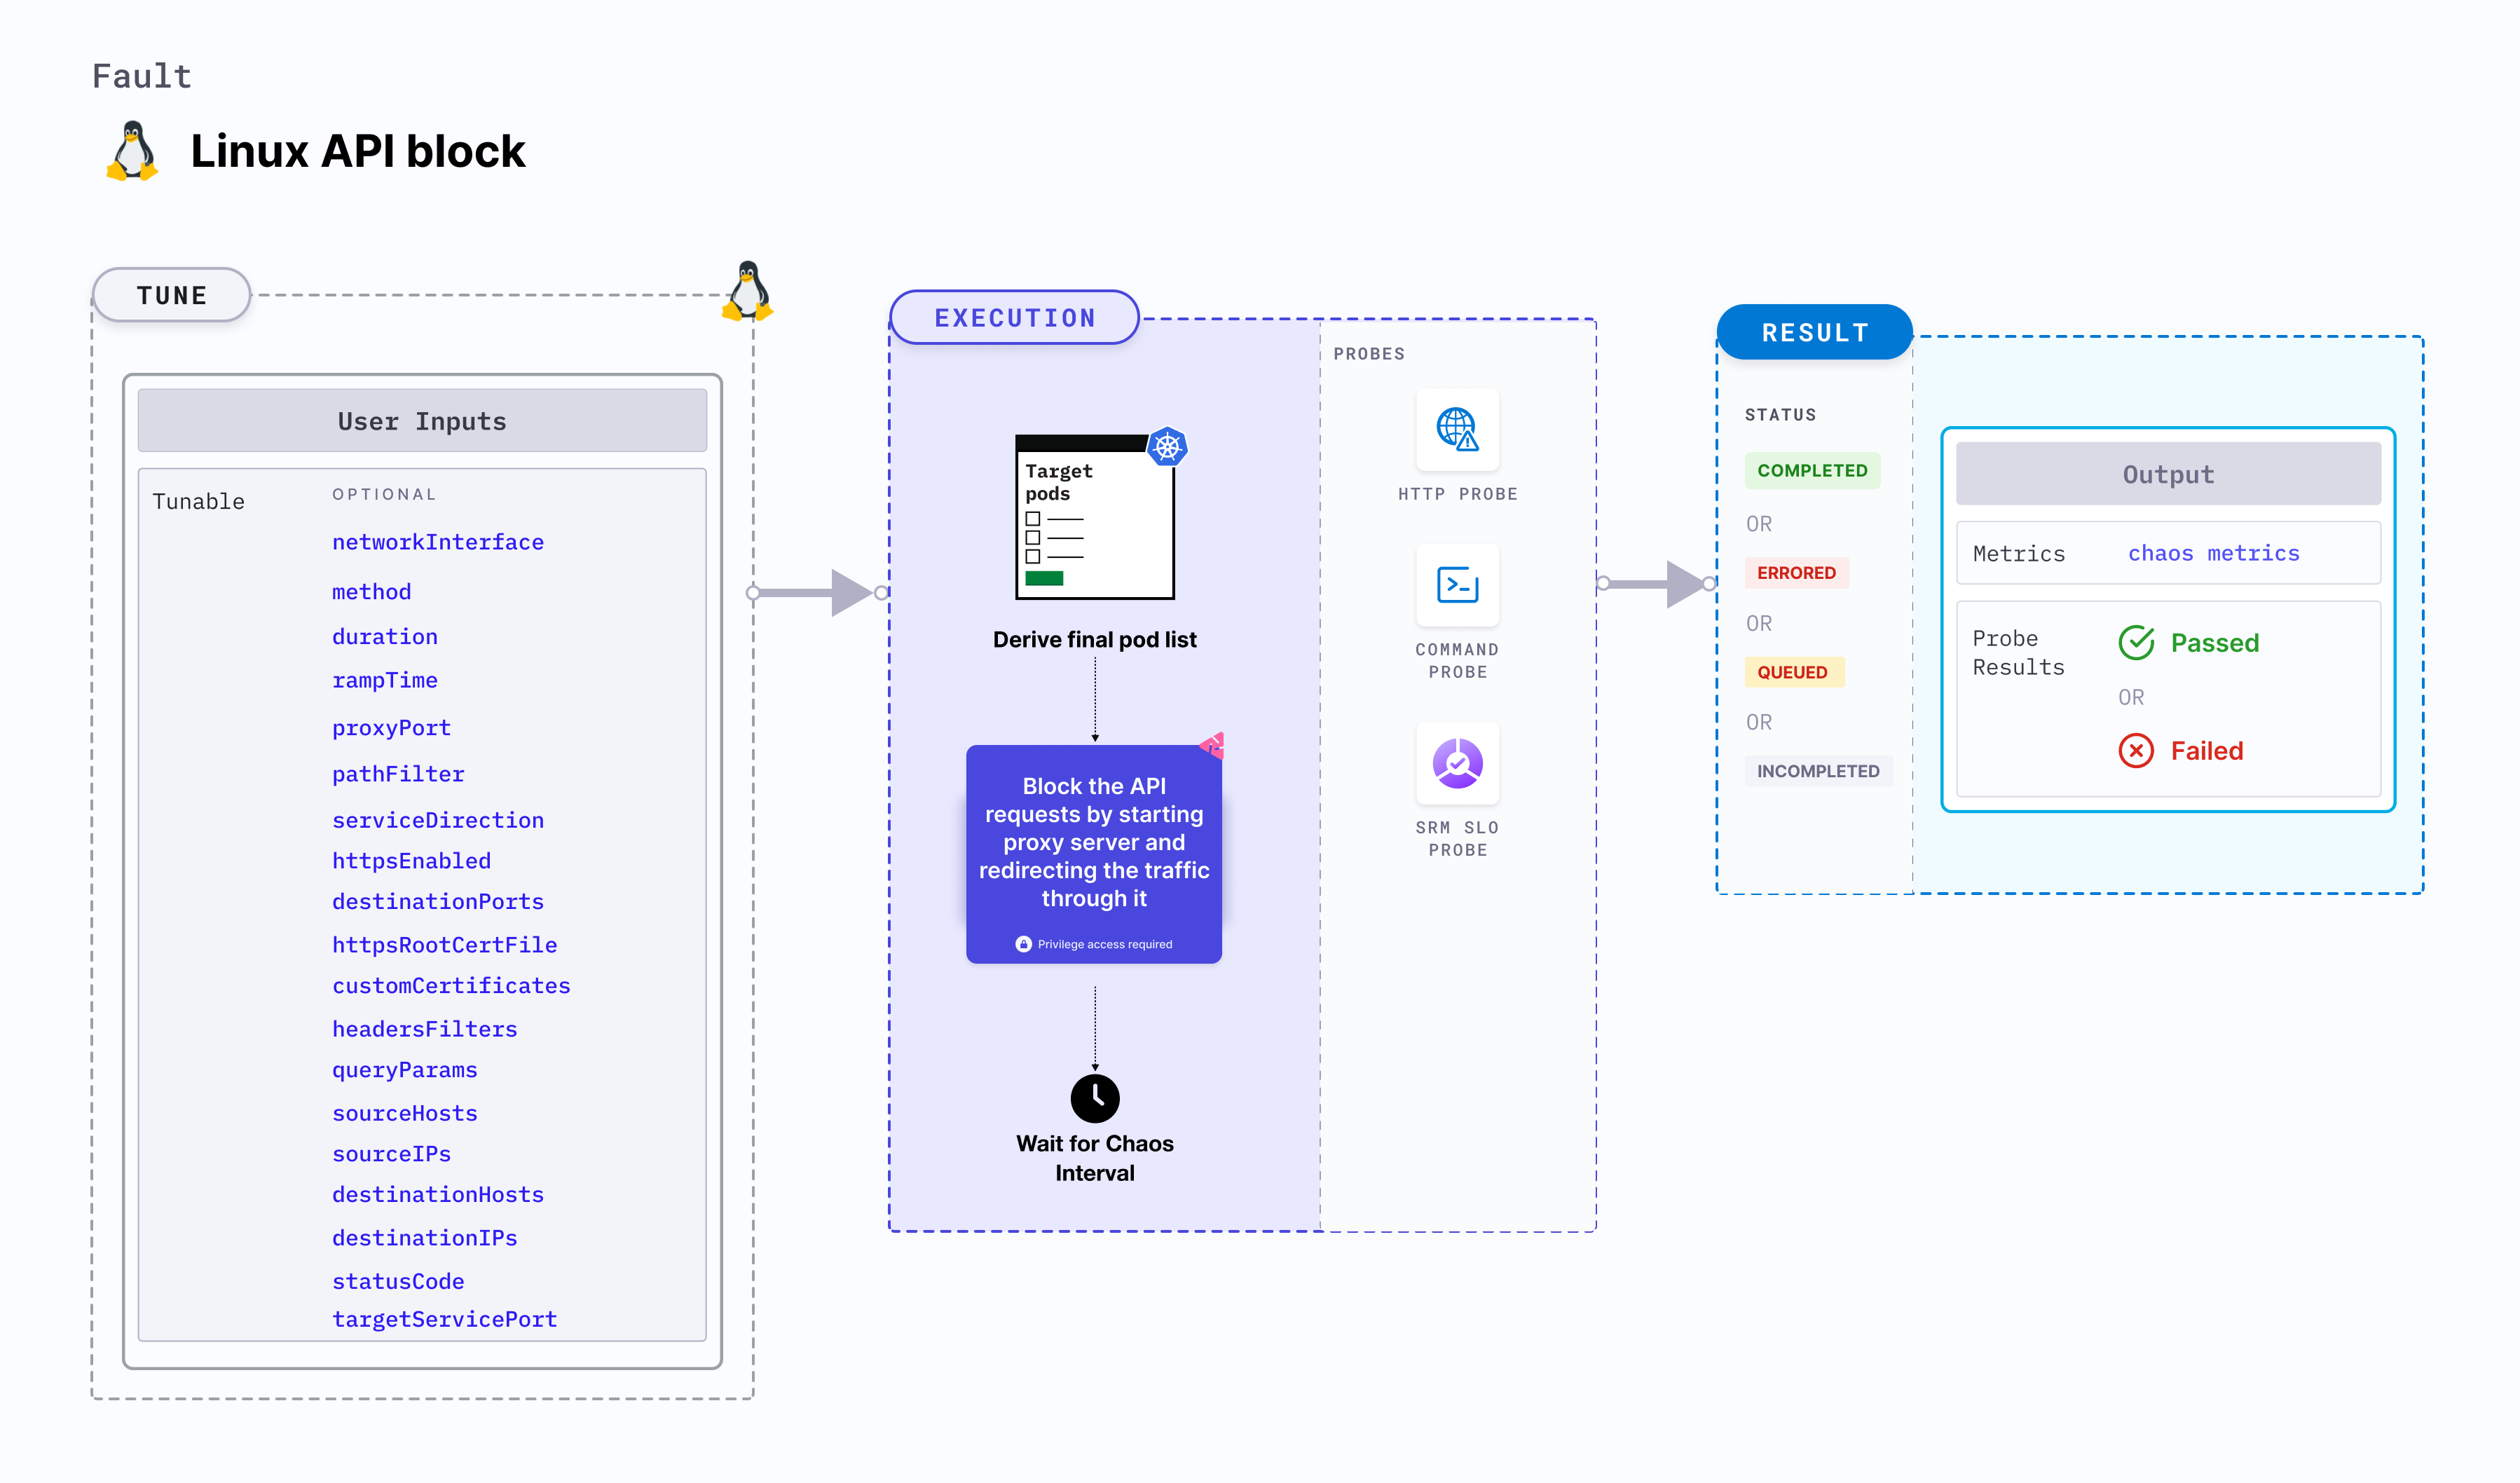 Fault
Linux API block
TUNE
User Inputs
Tunable
OPTIONAL
networkInterface
method
duration
rampTime
proxyPort
pathFilter
serviceDirection
httpsEnabled
destinationPorts
httpsRootCertFile
customCertificates
headersFilters
queryParams
sourceHosts
sourceIPs
destinationHosts
destinationIPs
statusCode
targetServicePort
EXECUTION
Target
pods
Derive final pod list
Block the API
requests by starting
proxy server and
redirecting the traffic
through it
Privilege access required
Wait for Chaos
Interval
PROBES
HTTP PROBE
COMMAND
PROBE
SRM SLO
PROBE
RESULT
STATUS
COMPLETED
OR
ERRORED
OR
QUEUED
OR
INCOMPLETED
Output
Metrics
chaos metrics
Probe
Results
Passed
OR
Failed